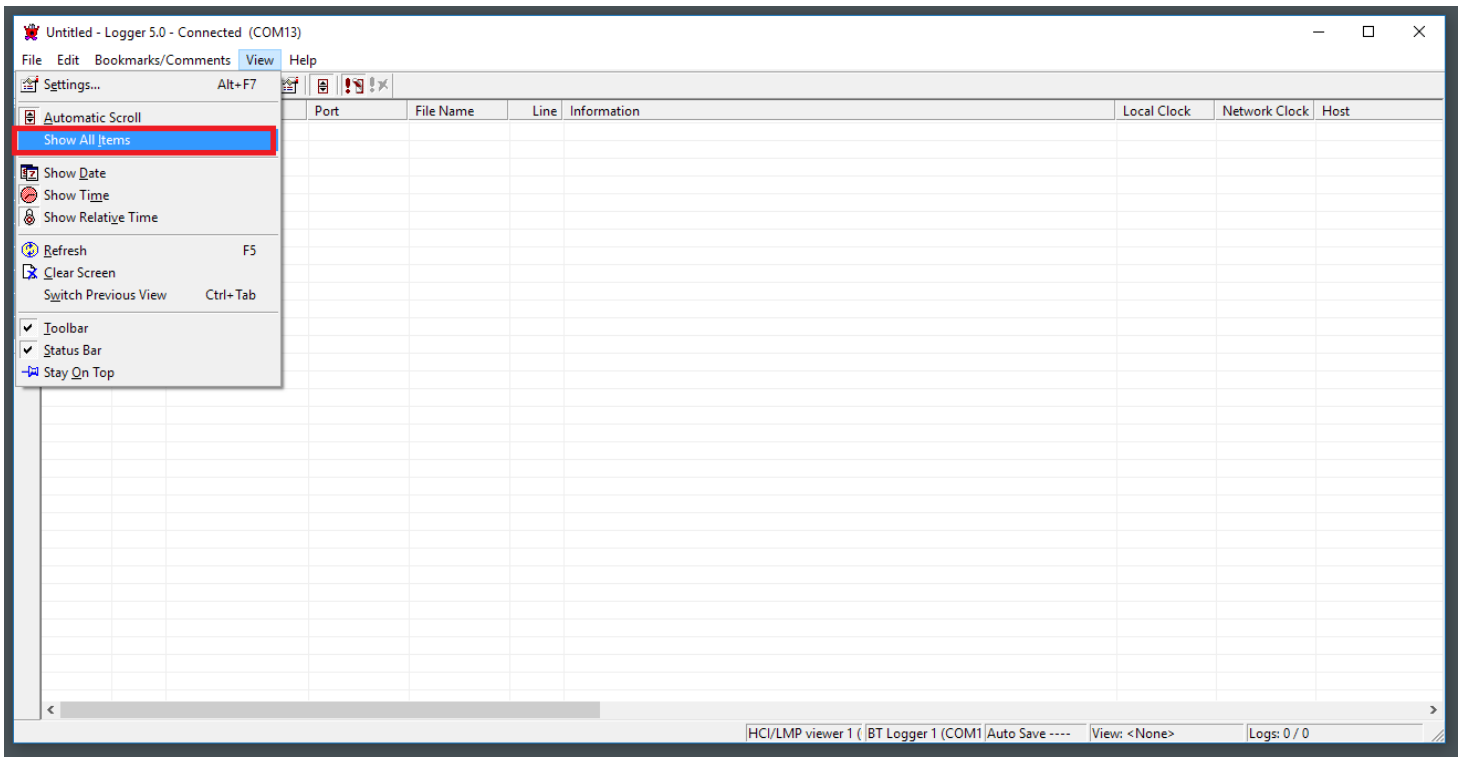 Untitled - Logger 5.0 - Connected (COM13)
File Edit Bookmarks/Comments View Help
Settings... Alt+F7
Port File Name Line Information Local Clock Network Clock Host
Automatic Scroll
Show All Items
Show Date
Show Time
Show Relative Time
Refresh F5
Clear Screen
Switch Previous View Ctrl+Tab
Toolbar
Status Bar
Stay On Top
HCI/LMP viewer 1 ( BT Logger 1 (COM1 Auto Save ---- View: <None> Logs: 0 / 0